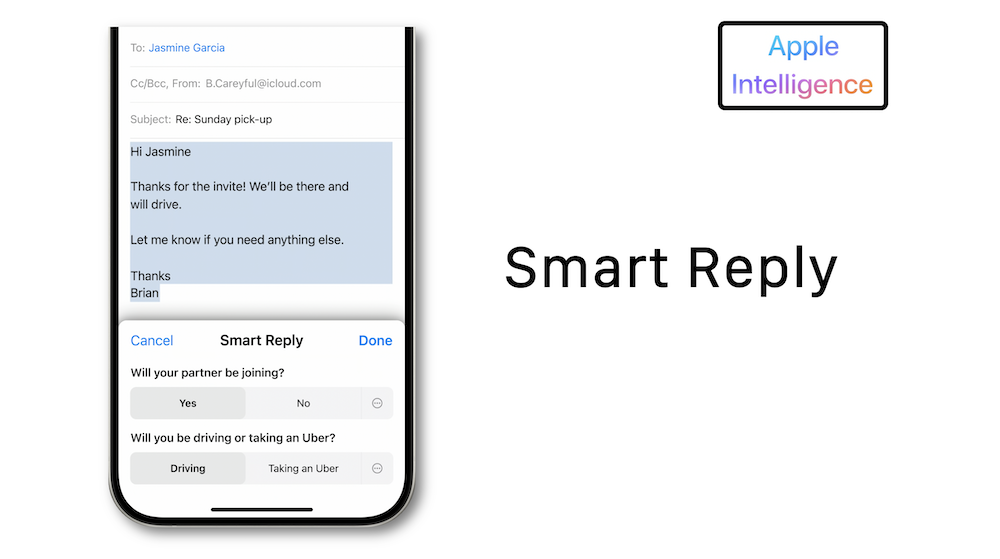 To: Jasmine Garcia
Cc/Bcc, From: B.Careyful@icloud.com
Subject: Re: Sunday pick-up
Hi Jasmine
Thanks for the invite! We’ll be there and
will drive.
Let me know if you need anything else.
Thanks
Brian
Cancel Smart Reply Done
Will your partner be joining?
Yes No
Will you be driving or taking an Uber?
Driving Taking an Uber
Apple
Intelligence
Smart Reply